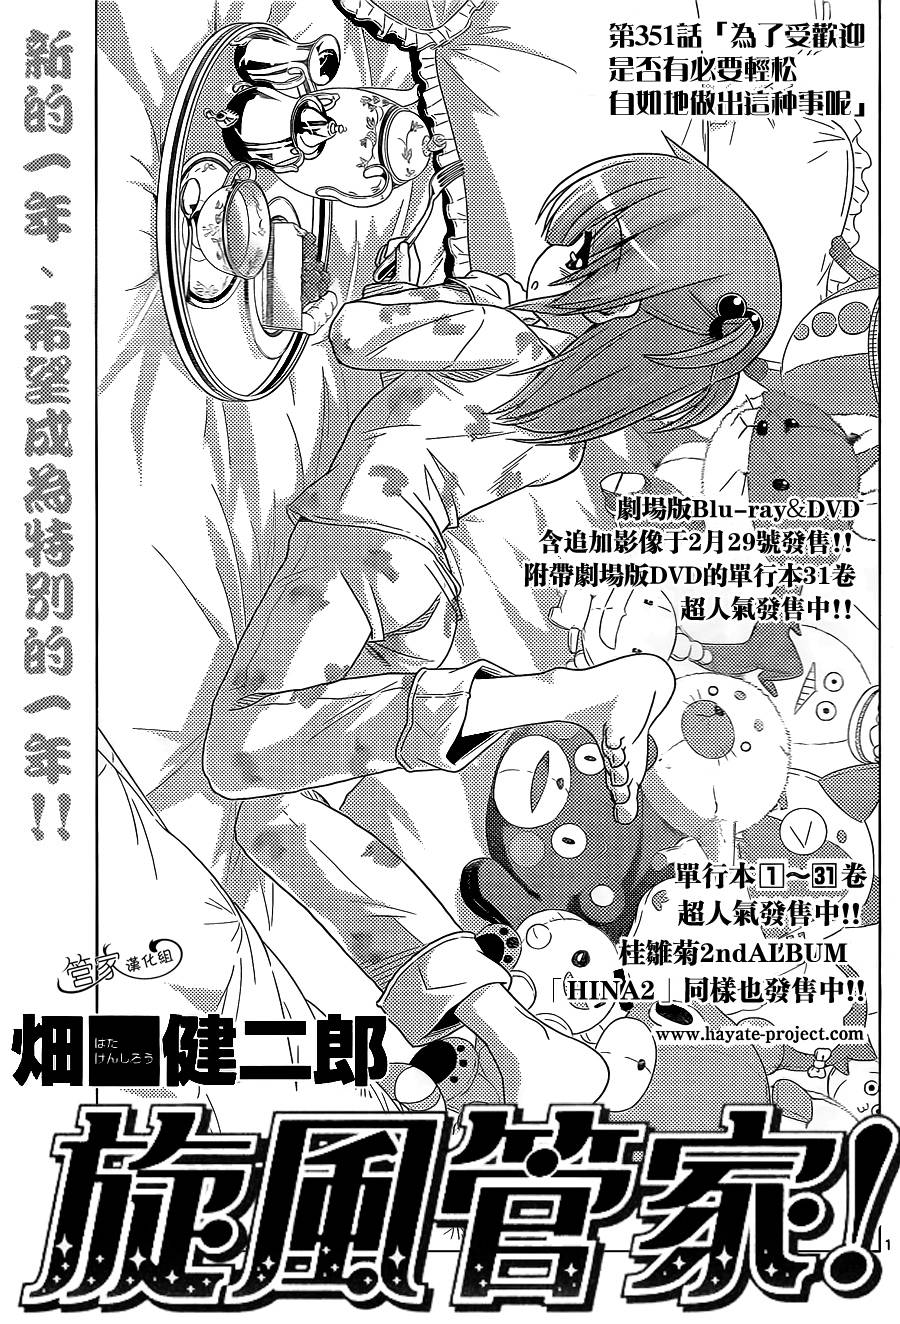 第351話「為了受歡迎
是否有必要輕松
自如地做出這种事呢」
新的一年、希望成為特別的一年!!
劇場版Blu-ray&DVD
含追加影像于2月29號發售!!
附帶劇場版DVD的單行本31卷
超人氣發售中!!
單行本1～31卷
超人氣發售中!!
桂雛菊2ndALBUM
「HINA2」同樣也發售中!!
www.hayate-project.com
管家漢化組
畑健二郎
はた
けんじろう
旋風管家!
1